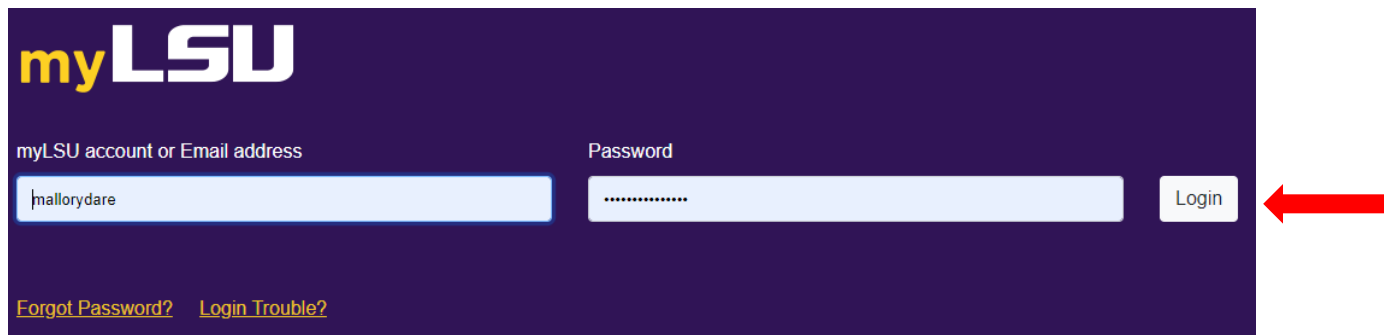 myLSU
myLSU account or Email address
Password
mallorydare
•••••••••••••••
Login
Forgot Password? Login Trouble?